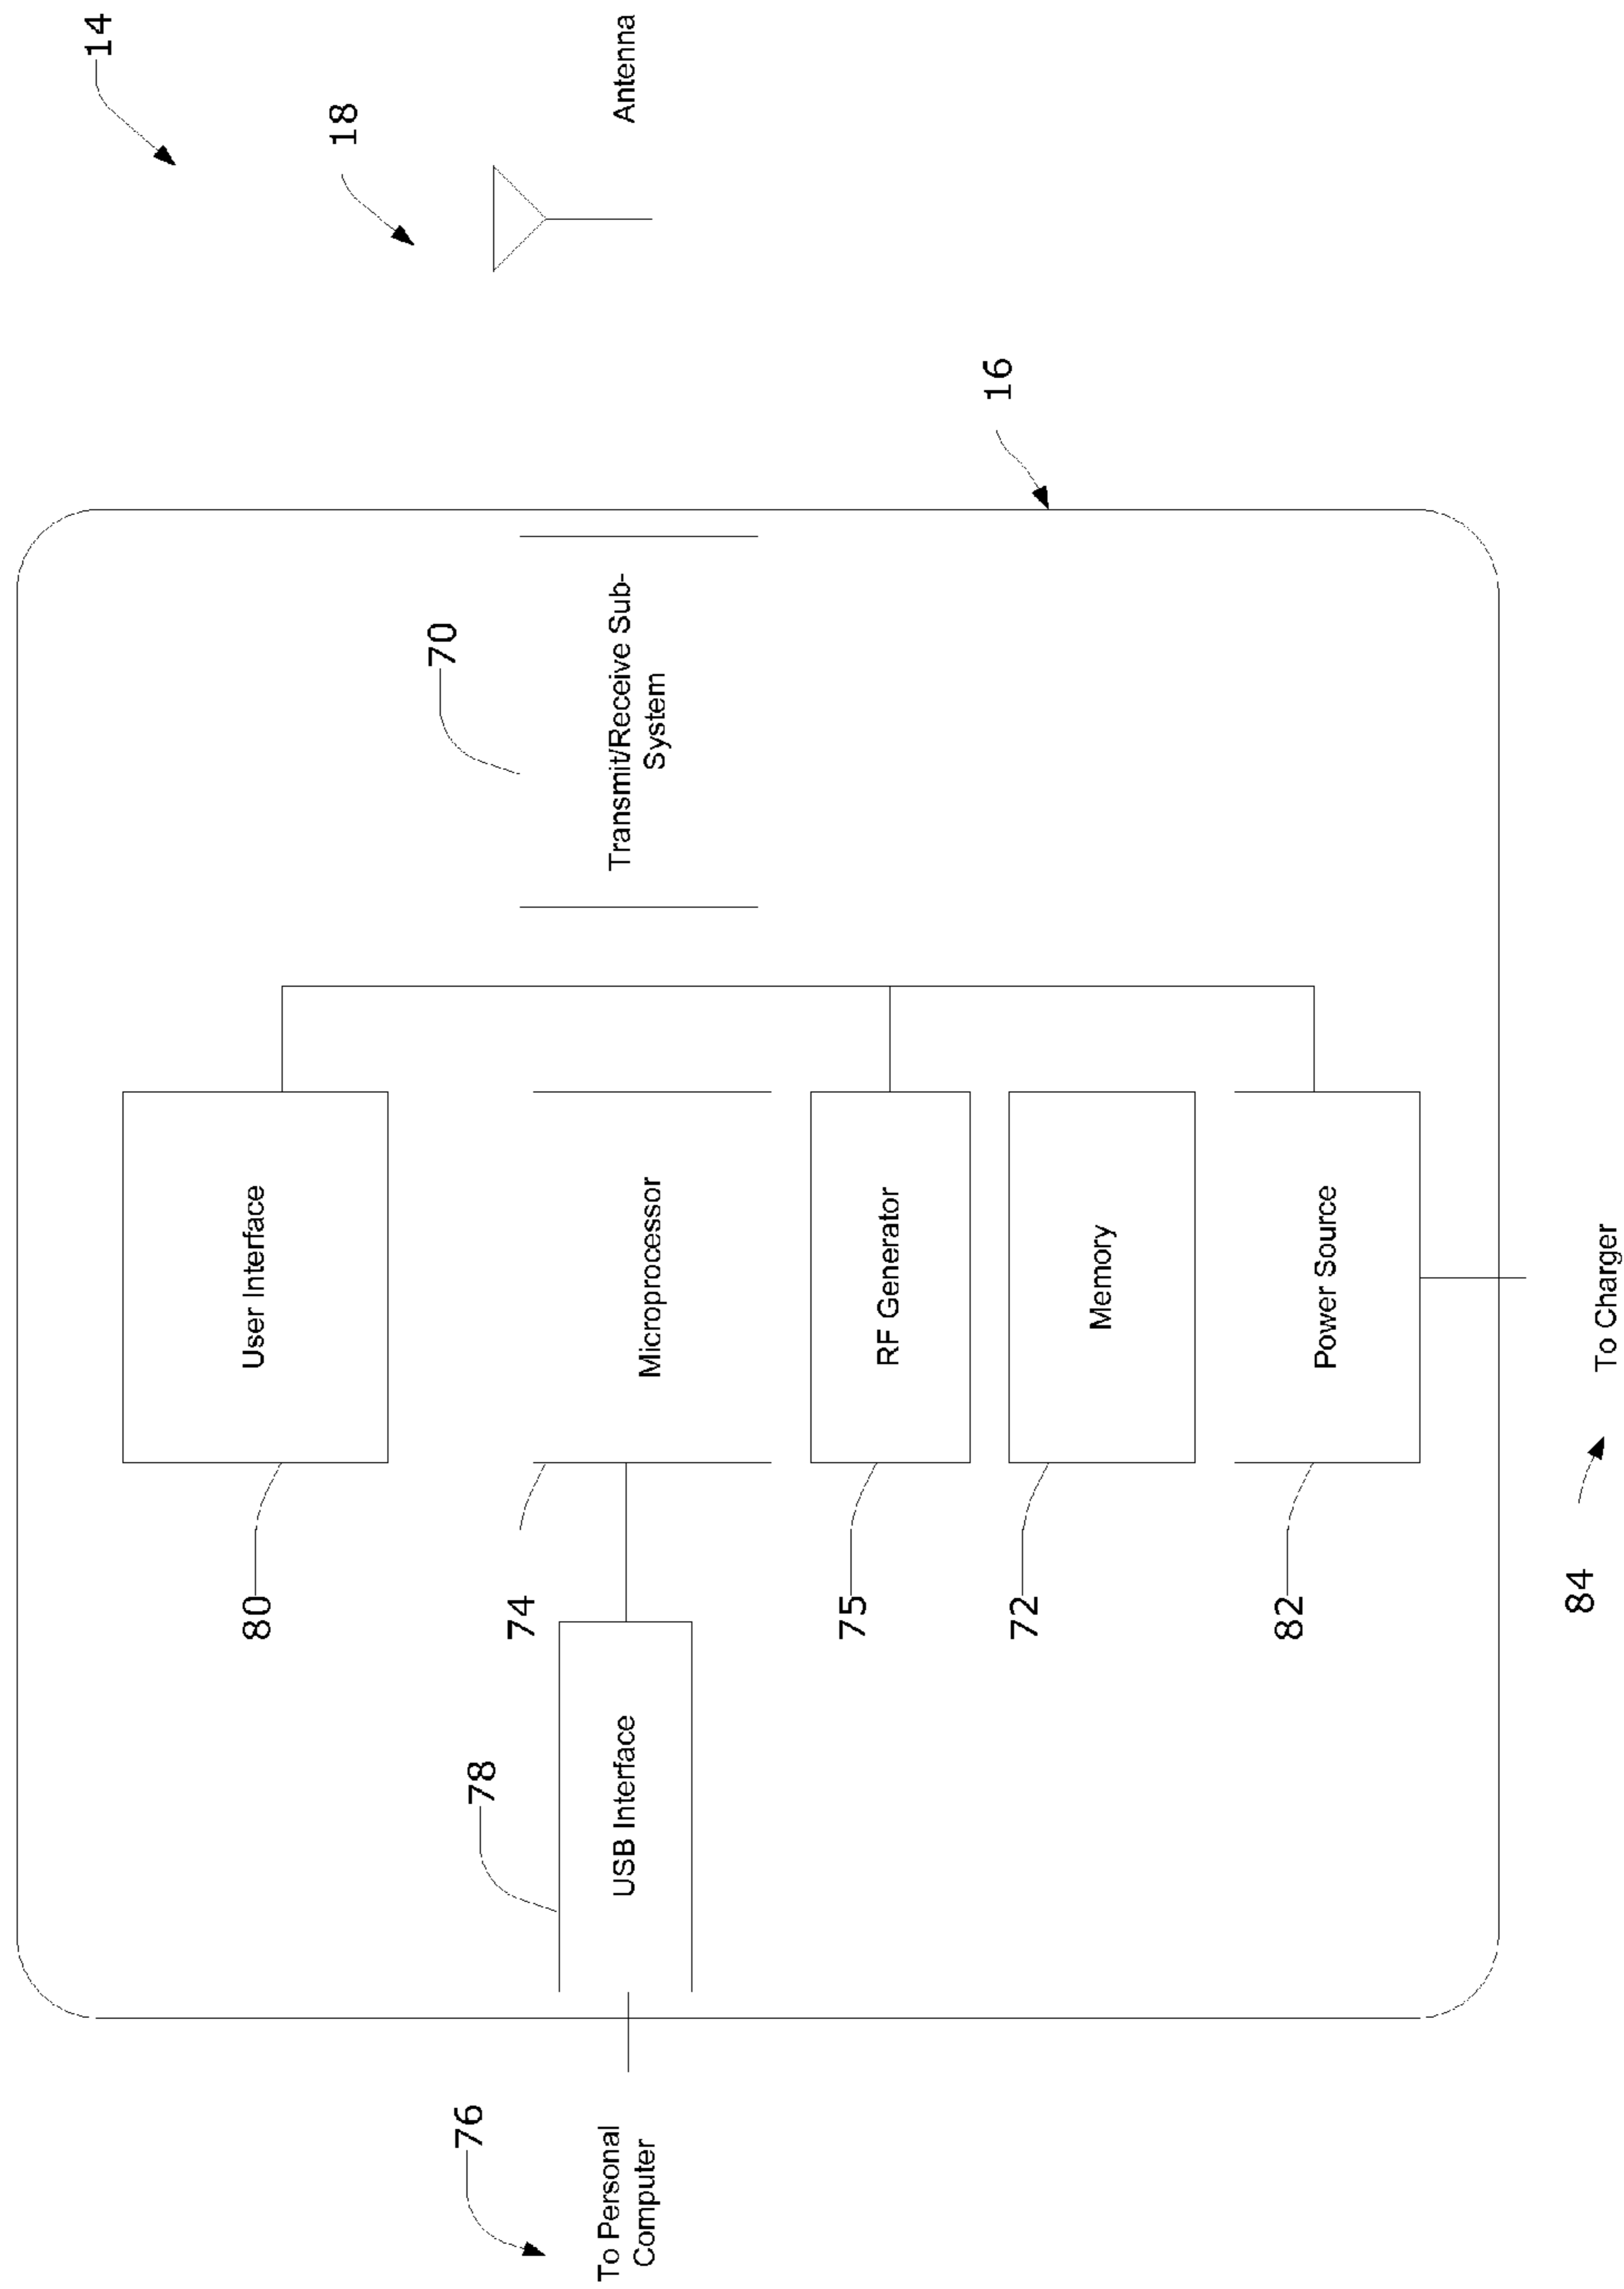 14
18
Antenna
16
70
Transmit/Receive Sub-
System
User Interface
Microprocessor
RF Generator
Memory
Power Source
80
74
75
72
82
78
USB Interface
84
To Charger
76
To Personal
Computer